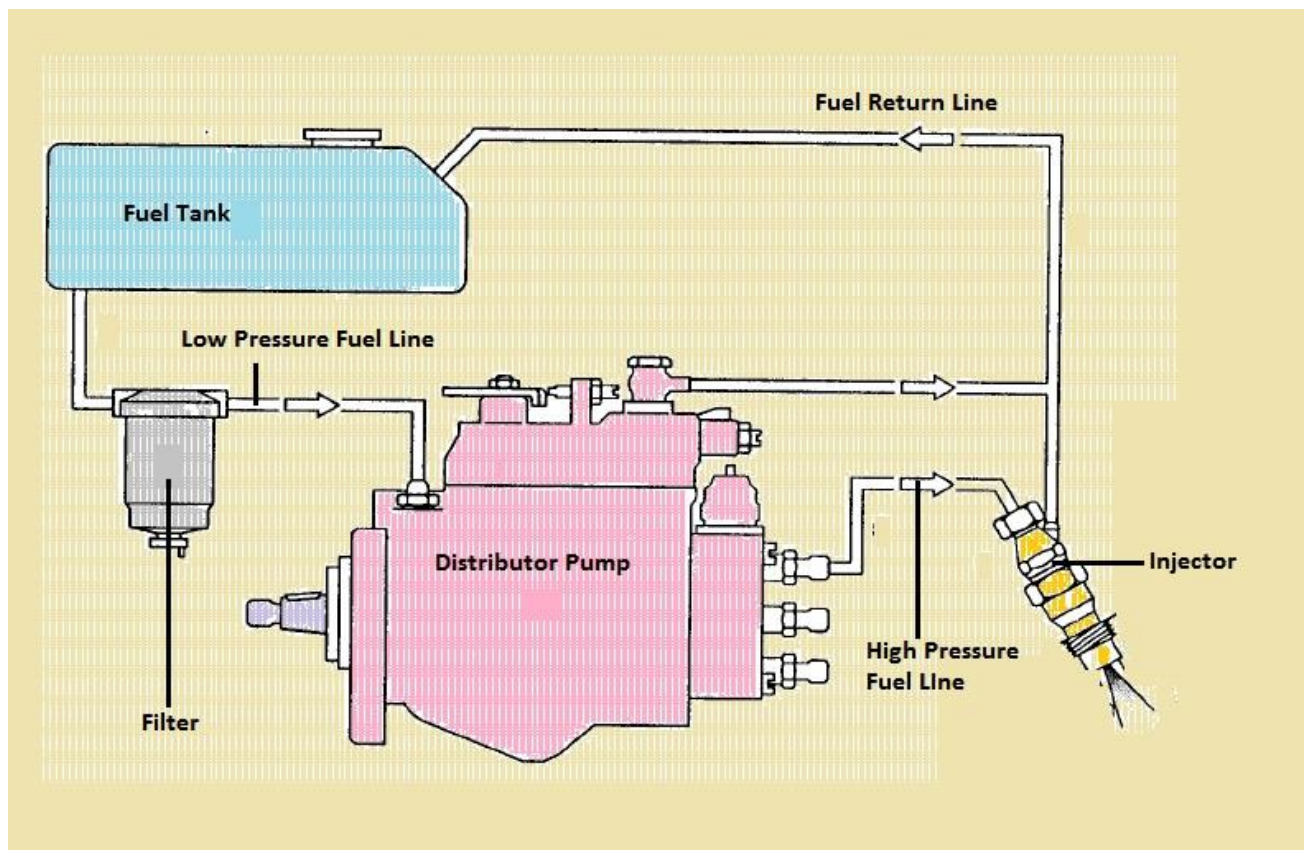 Fuel Return Line
Fuel Tank
Low Pressure Fuel Line
Distributor Pump
Injector
High Pressure
Fuel LIne
Filter